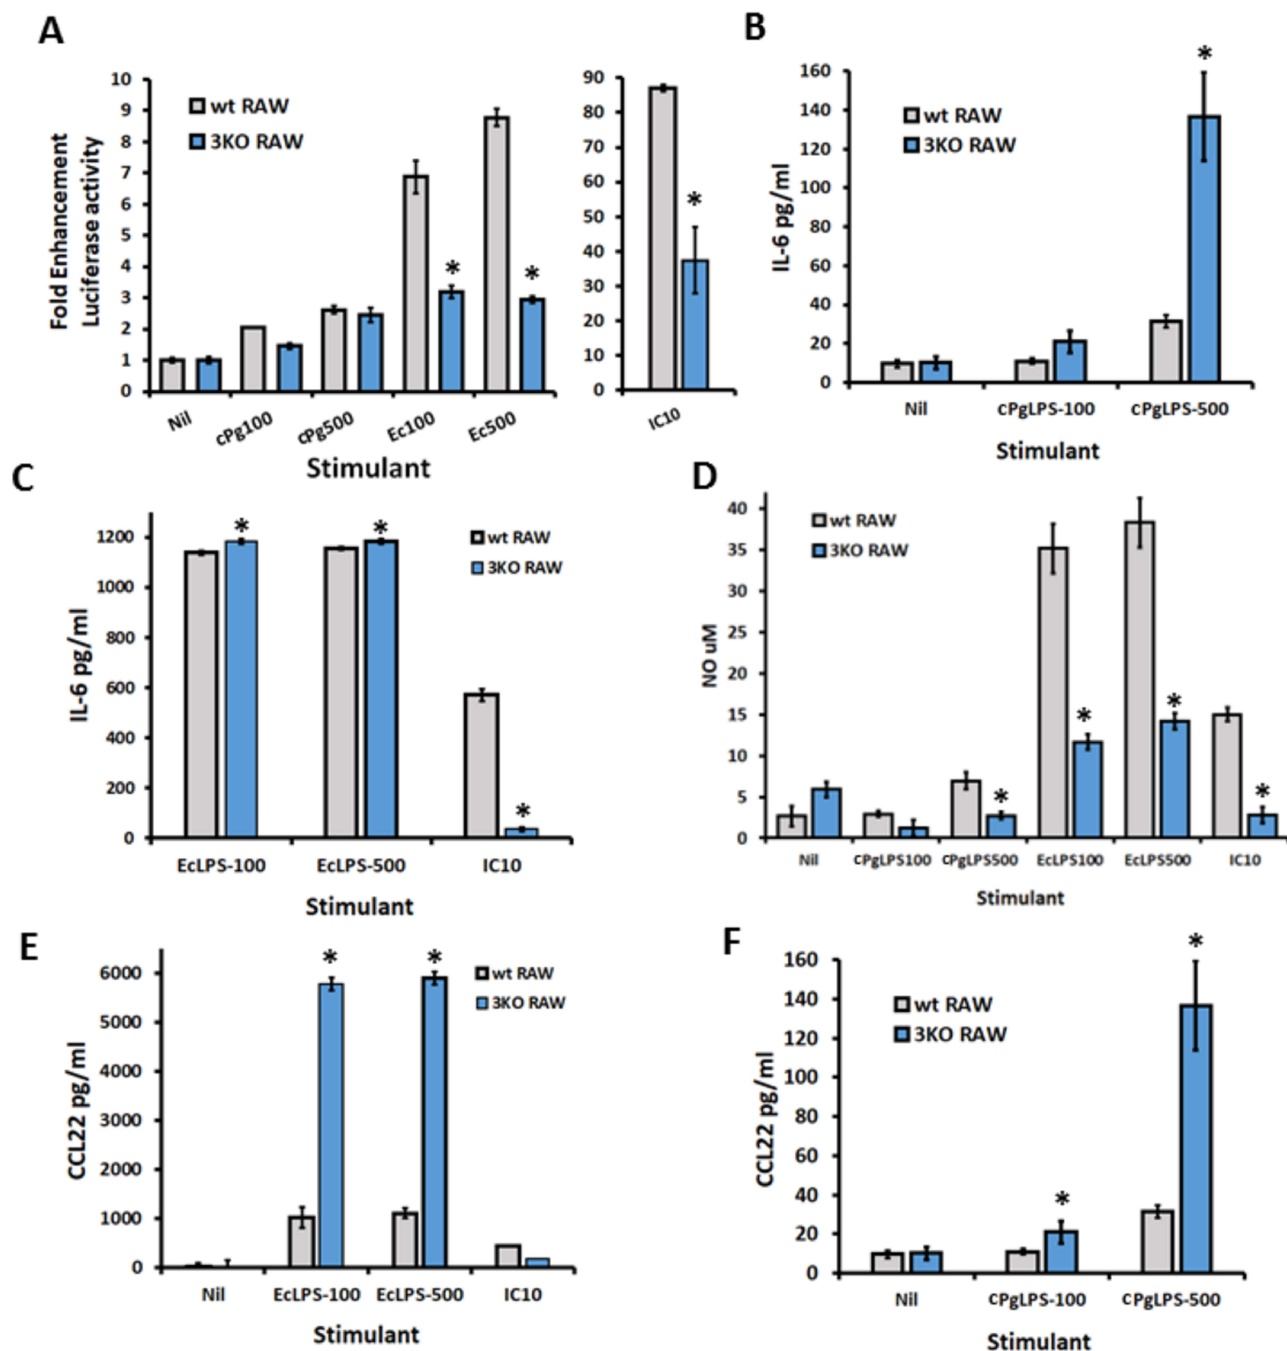 A
Fold Enhancement
Luciferase activity
10
9
8
7
6
5
4
3
2
1
0
wt RAW
3KO RAW
*
*
Nil
cPg100
cPg500
Ec100
Ec500
Stimulant
90
80
70
60
50
40
30
20
10
0
*
IC10
B
IL-6 pg/ml
160
140
120
100
80
60
40
20
0
wt RAW
3KO RAW
*
Nil
cPgLPS-100
cPgLPS-500
Stimulant
C
IL-6 pg/ml
1200
1000
800
600
400
200
0
*
*
*
wt RAW
3KO RAW
EcLPS-100
EcLPS-500
IC10
Stimulant
D
NO uM
40
35
30
25
20
15
10
5
0
wt RAW
3KO RAW
*
*
*
*
Nil
cPgLPS100
cPgLPS500
EcLPS100
EcLPS500
IC10
Stimulant
E
CCL22 pg/ml
6000
5000
4000
3000
2000
1000
0
*
*
wt RAW
3KO RAW
Nil
EcLPS-100
EcLPS-500
IC10
Stimulant
F
CCL22 pg/ml
160
140
120
100
80
60
40
20
0
wt RAW
3KO RAW
*
*
Nil
cPgLPS-100
cPgLPS-500
Stimulant